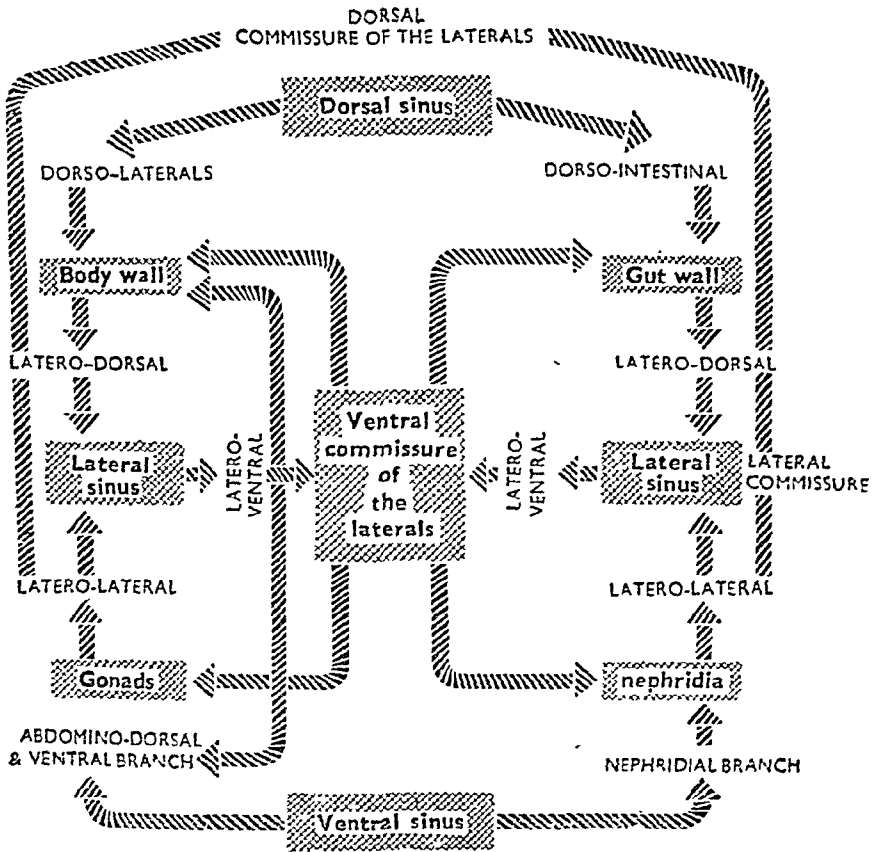 DORSAL
COMMISSURE OF THE LATERALS
Dorsal sinus
DORSO-LATERALS
DORSO-INTESTINAL
Body wall
Gut wall
LATERO-DORSAL
LATERO-DORSAL
Lateral
sinus
LATERO-
VENTRAL
Ventral
commissure
of
the
laterals
LATERO-
VENTRAL
Lateral
sinus
LATERAL
COMMISSURE
LATERO-LATERAL
LATERO-LATERAL
Gonads
nephridia
ABDOMINO-DORSAL
& VENTRAL BRANCH
NEPHRIDIAL BRANCH
Ventral sinus